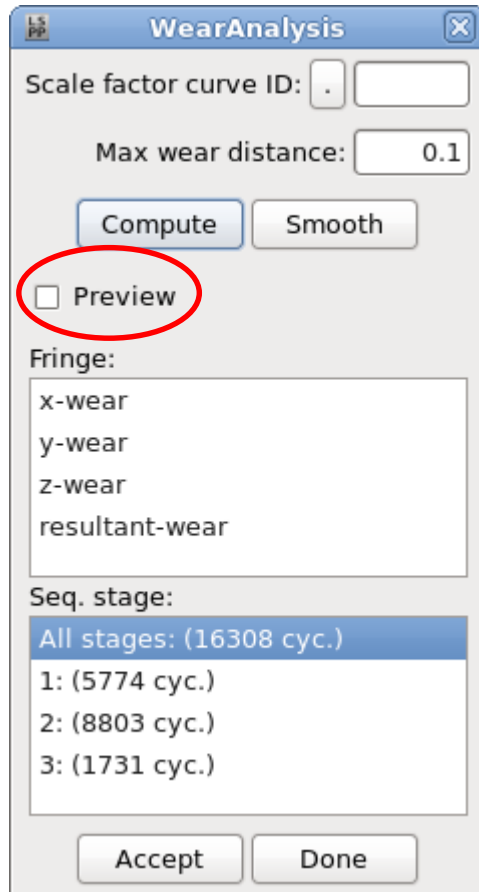 LS
PP
WearAnalysis
Scale factor curve ID: .
Max wear distance: 0.1
Compute Smooth
Preview
Fringe:
x-wear
y-wear
z-wear
resultant-wear
Seq. stage:
All stages: (16308 cyc.)
1: (5774 cyc.)
2: (8803 cyc.)
3: (1731 cyc.)
Accept Done